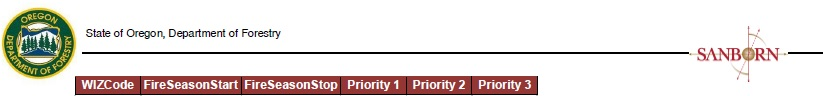 OREGON
DEPARTMENT OF FORESTRY
State of Oregon, Department of Forestry
SANBORN
WIZCode FireSeasonStart FireSeasonStop Priority 1 Priority 2 Priority 3